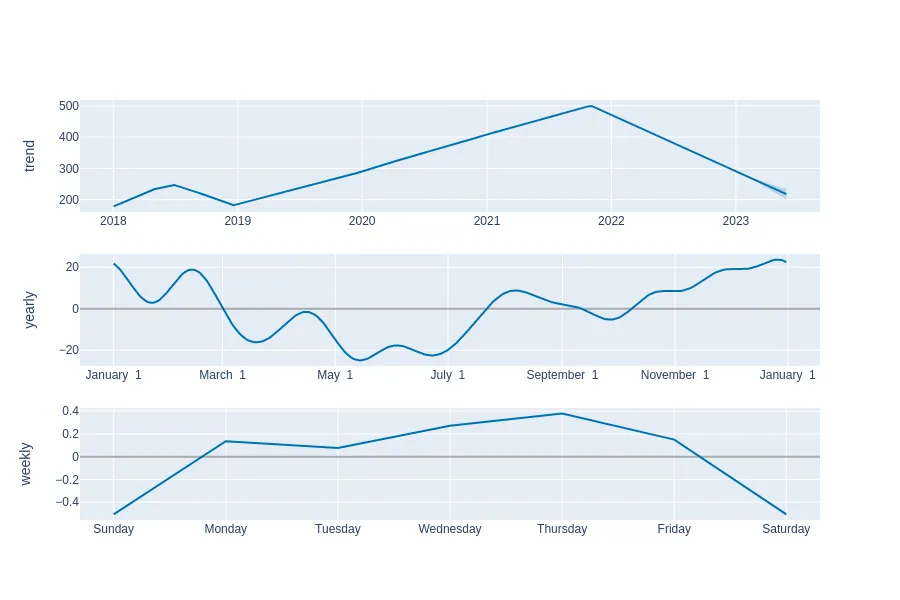 trend
500
400
300
200
2018 2019 2020 2021 2022 2023
yearly
20
0
−20
January 1 March 1 May 1 July 1 September 1 November 1 January 1
weekly
0.4
0.2
0
−0.2
−0.4
Sunday Monday Tuesday Wednesday Thursday Friday Saturday